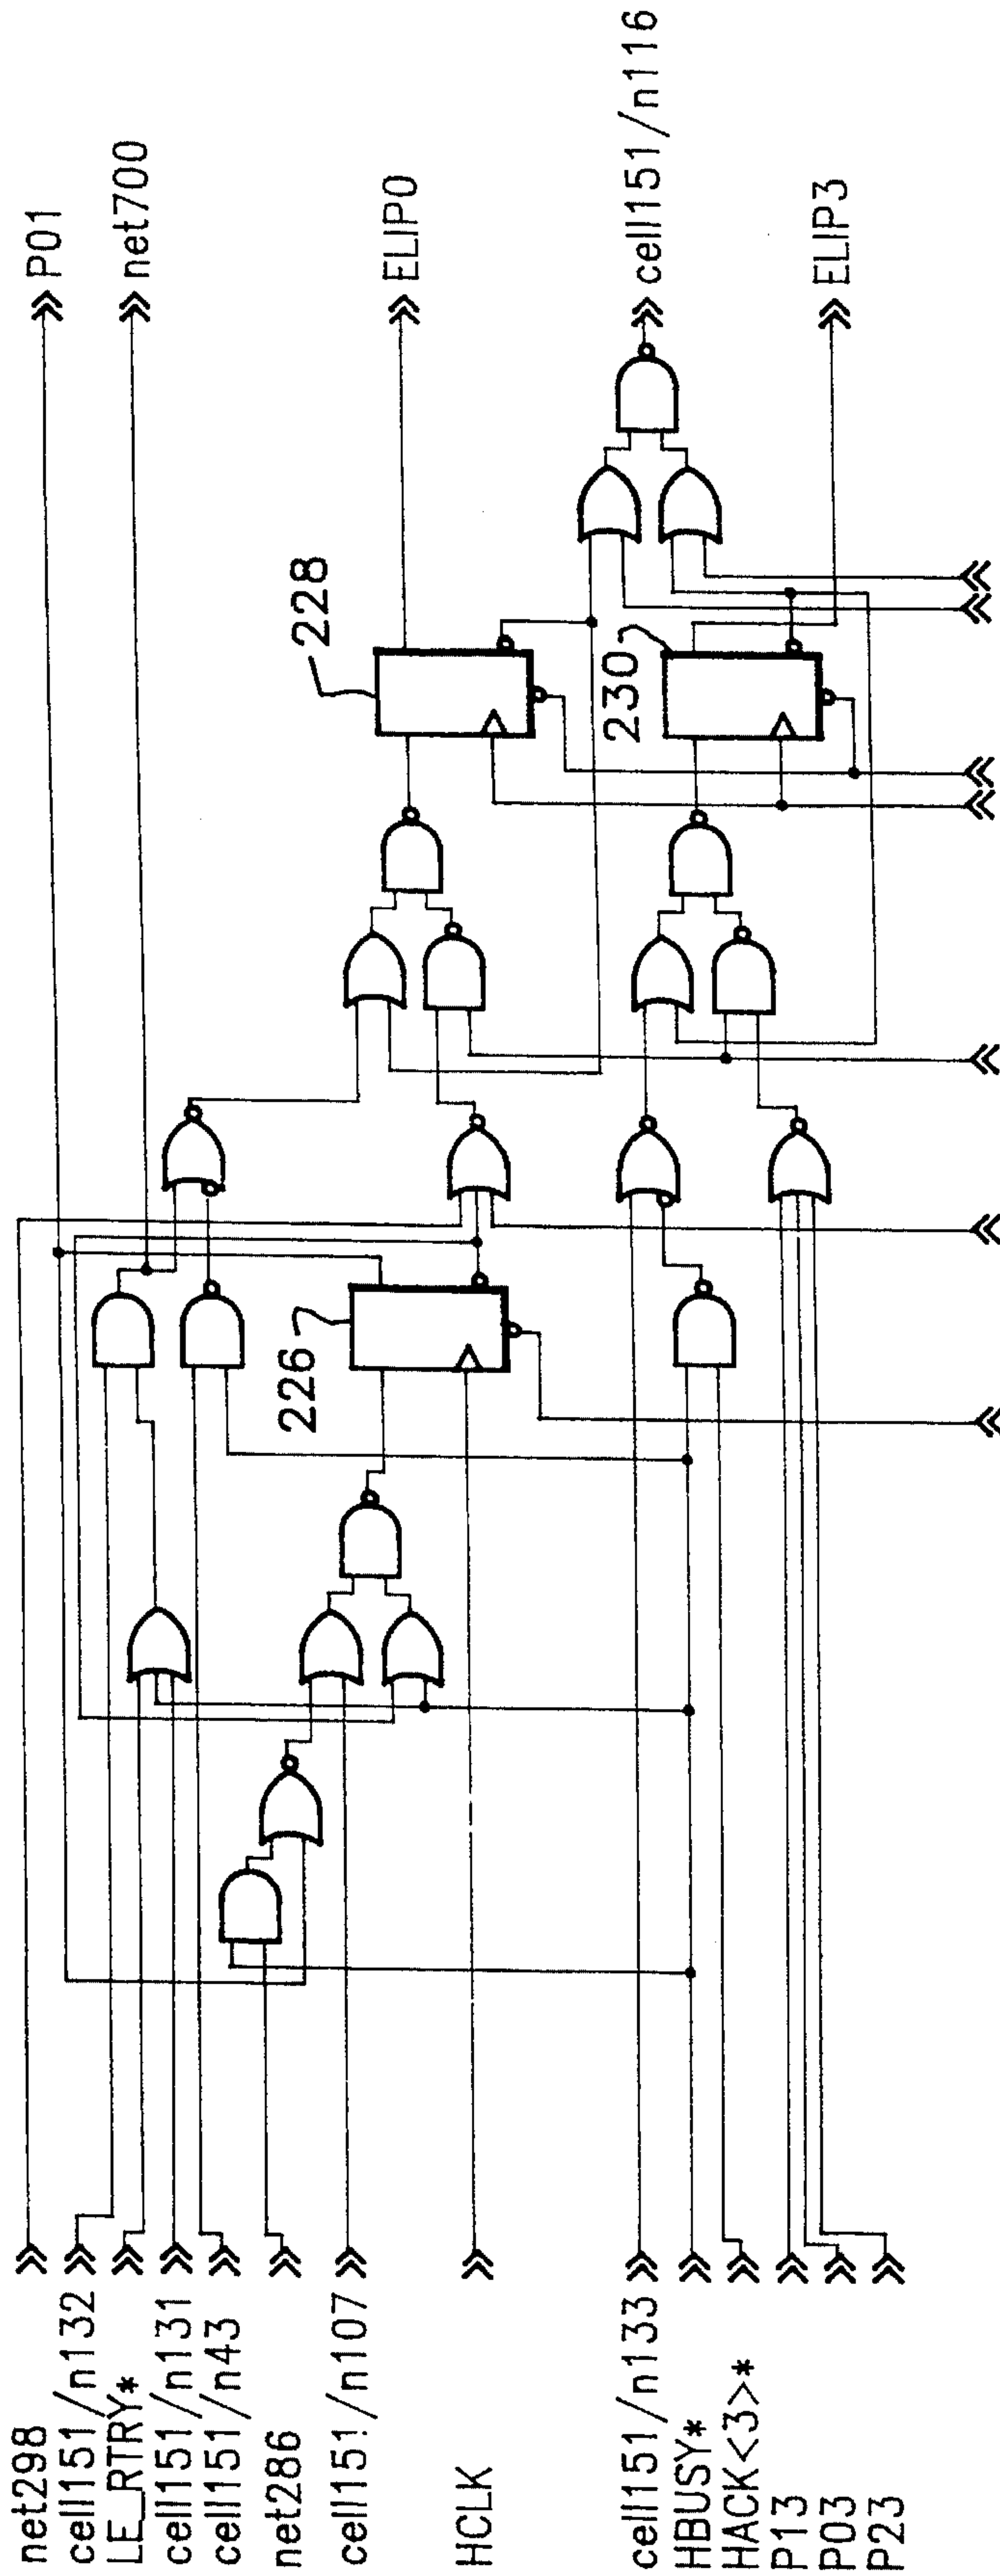 net298
cell151/n132
LE_RTRY*
cell151/n131
cell151/n43
net286
cell151/n107
HCLK
cell151/n133
HBUSY*
HACK<3>*
P13
P03
P23
226
228
230
P01
net700
ELIP0
cell151/n116
ELIP3